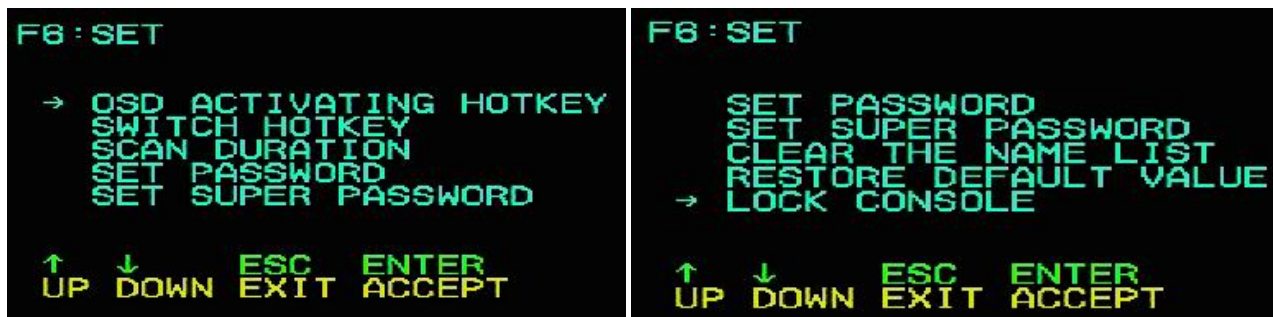 F6:SET
→ OSD ACTIVATING HOTKEY
SWITCH HOTKEY
SCAN DURATION
SET PASSWORD
SET SUPER PASSWORD
↑ ↓ ESC ENTER
UP DOWN EXIT ACCEPT
F6:SET
SET PASSWORD
SET SUPER PASSWORD
CLEAR THE NAME LIST
RESTORE DEFAULT VALUE
→ LOCK CONSOLE
↑ ↓ ESC ENTER
UP DOWN EXIT ACCEPT